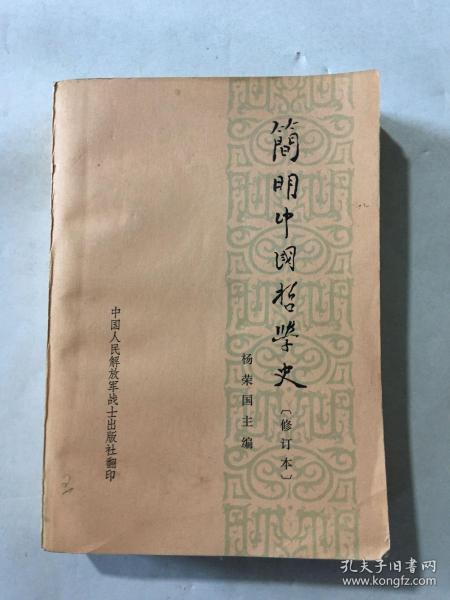 簡明中國哲學史
〔修订本〕
杨荣国主编
中国人民解放军战士出版社翻印
孔夫子旧书网
www.kongfz.com